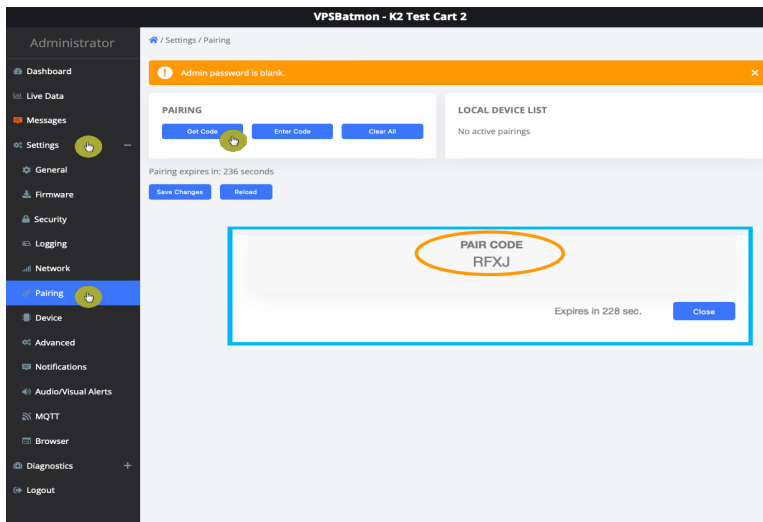 VPSBatmon - K2 Test Cart 2
Administrator
Dashboard
Live Data
Messages
Settings
General
Firmware
Security
Logging
Network
Pairing
Device
Advanced
Notifications
Audio/Visual Alerts
MQTT
Browser
Diagnostics
Logout
/ Settings / Pairing
Admin password is blank.
PAIRING
Get Code Enter Code Clear All
LOCAL DEVICE LIST
No active pairings
Pairing expires in: 236 seconds
Save Changes Reload
PAIR CODE
RFXJ
Expires in 228 sec. Close